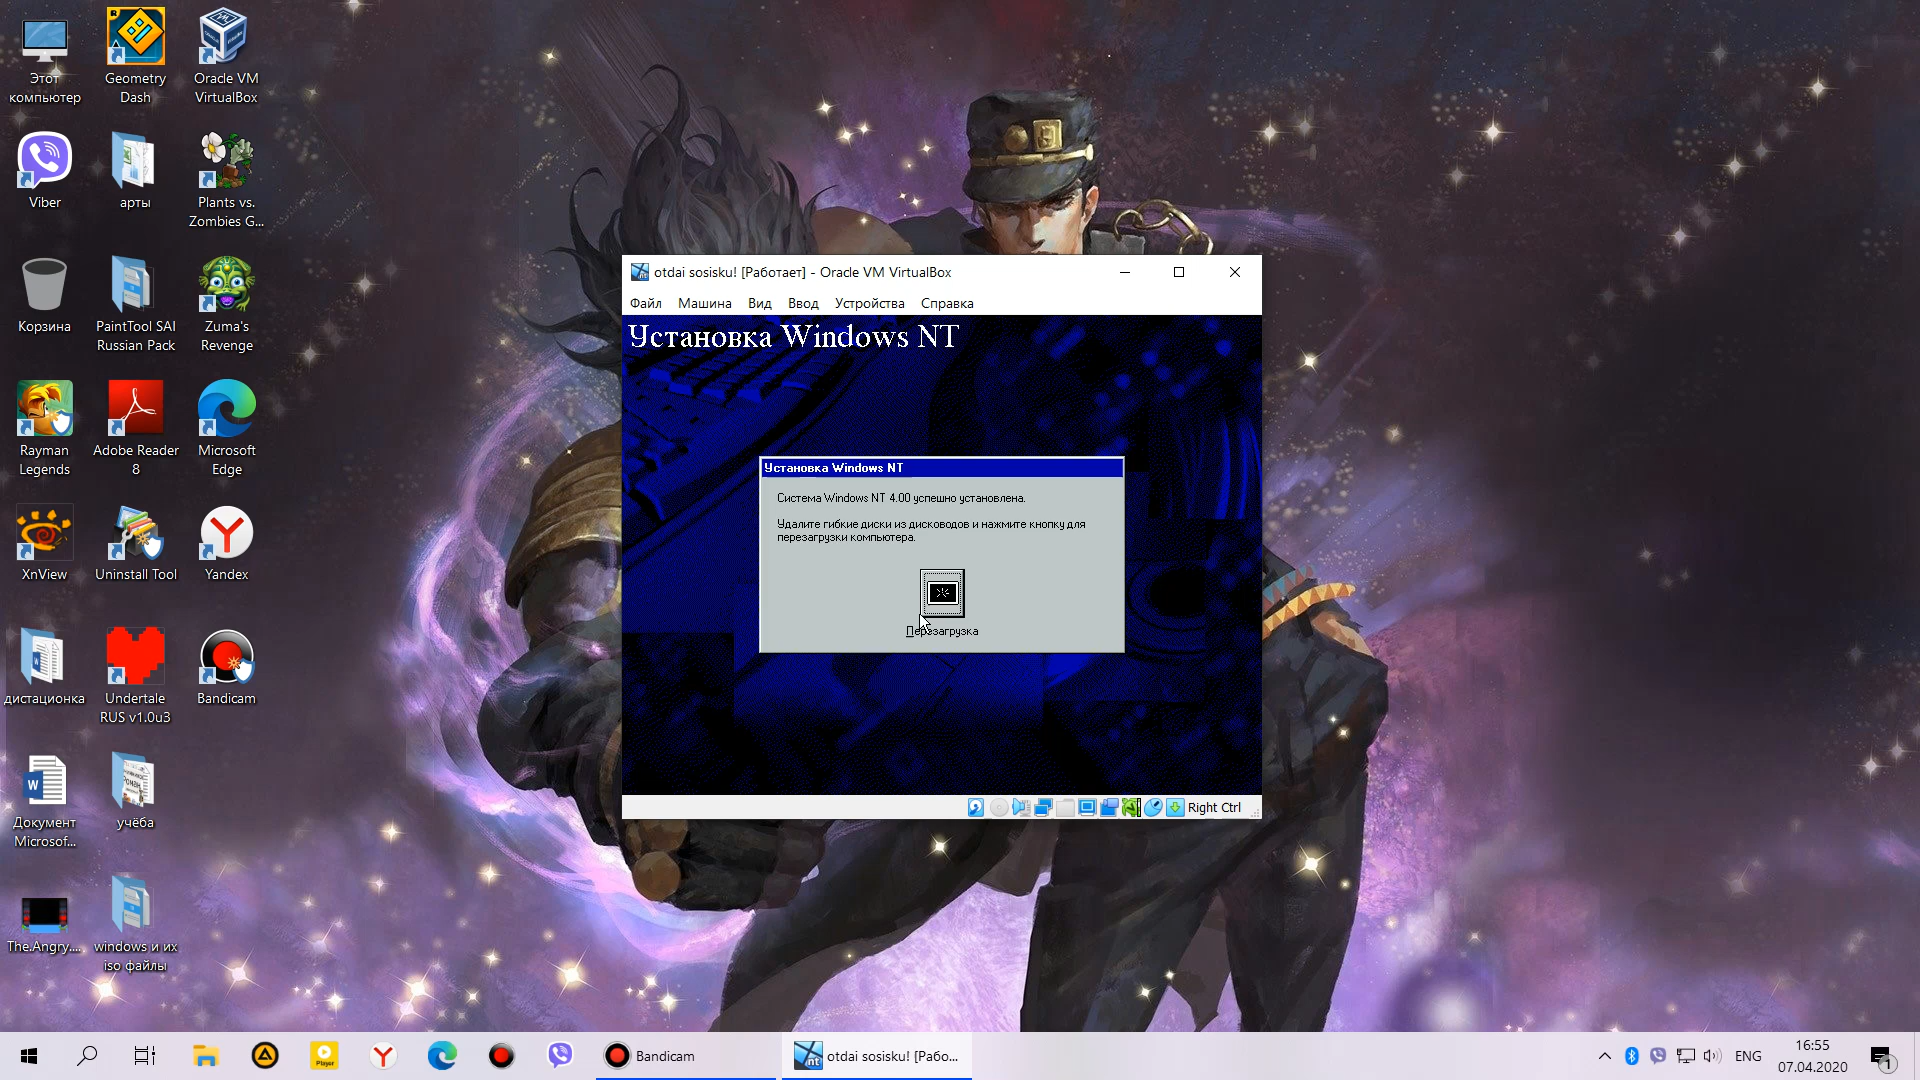 Этот
компьютер
Geometry
Dash
Oracle VM
VirtualBox
Viber
арты
Plants vs.
Zombies G...
Корзина
PaintTool SAI
Russian Pack
Zuma's
Revenge
Rayman
Legends
Adobe Reader
8
Microsoft
Edge
XnView
Uninstall Tool
Yandex
дистационка
Undertale
RUS v1.0u3
Bandicam
Документ
Microsof...
учёба
The.Angry....
windows и их
iso файлы
otdai sosisku! [Работает] - Oracle VM VirtualBox
Файл Машина Вид Ввод Устройства Справка
Установка Windows NT
Установка Windows NT
Система Windows NT 4.00 успешно установлена.
Удалите гибкие диски из дисководов и нажмите кнопку для
перезагрузки компьютера.
Перезагрузка
Right Ctrl
Bandicam
otdai sosisku! [Рабо...
ENG
16:55
07.04.2020
1